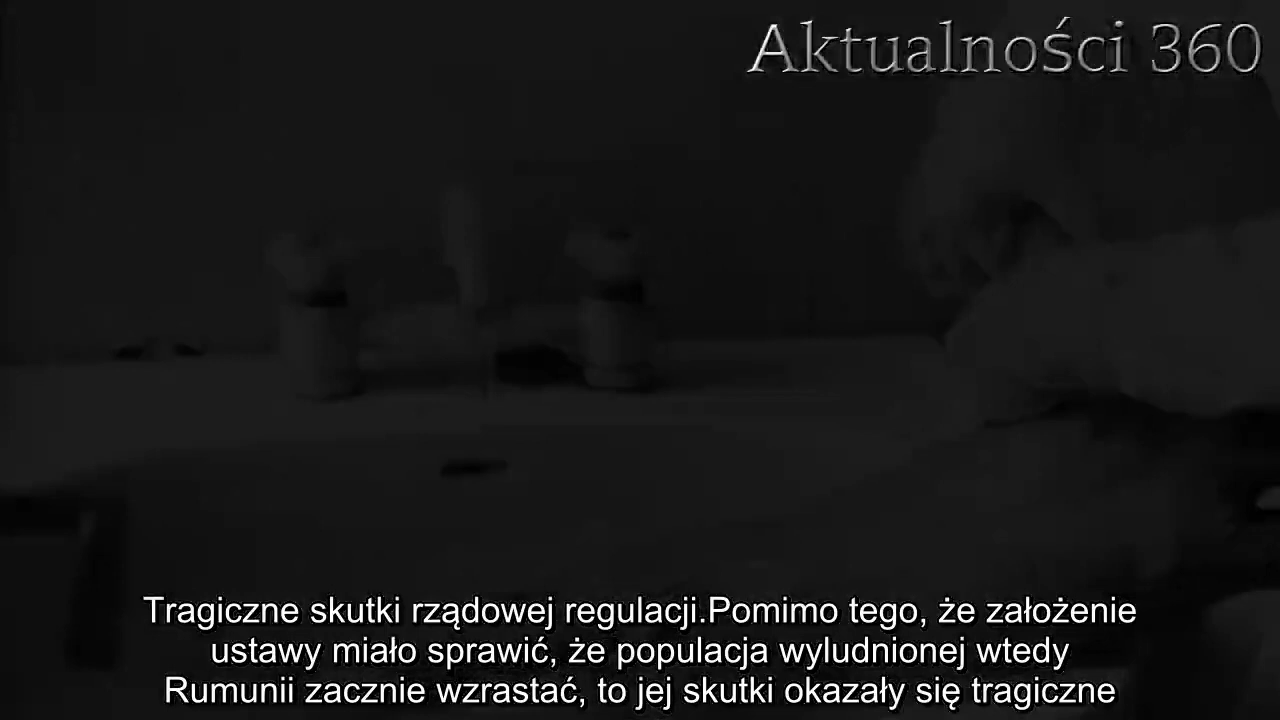 Aktualności 360
Tragiczne skutki rządowej regulacji.Pomimo tego, że założenie
ustawy miało sprawić, że populacja wyludnionej wtedy
Rumunii zacznie wzrastać, to jej skutki okazały się tragiczne